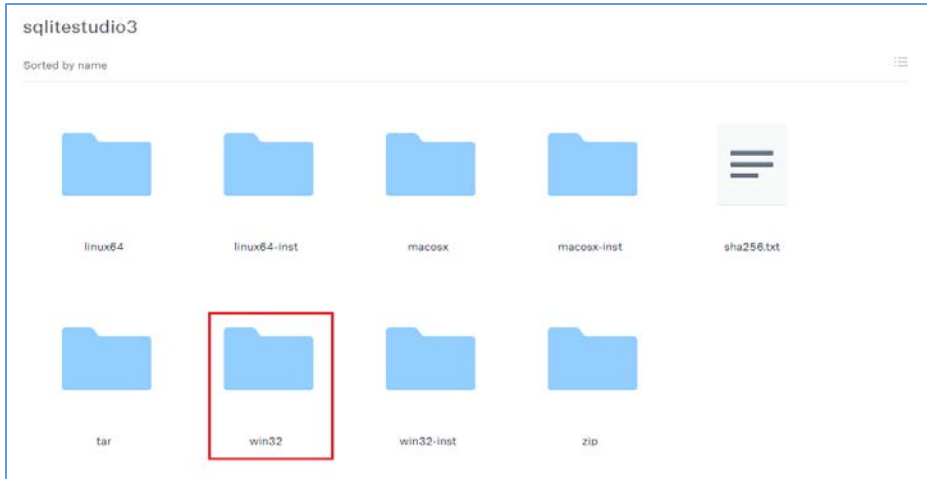 sqlitestudio3
Sorted by name
linux64 linux64-inst macosx macosx-inst sha256.txt
tar win32 win32-inst zip